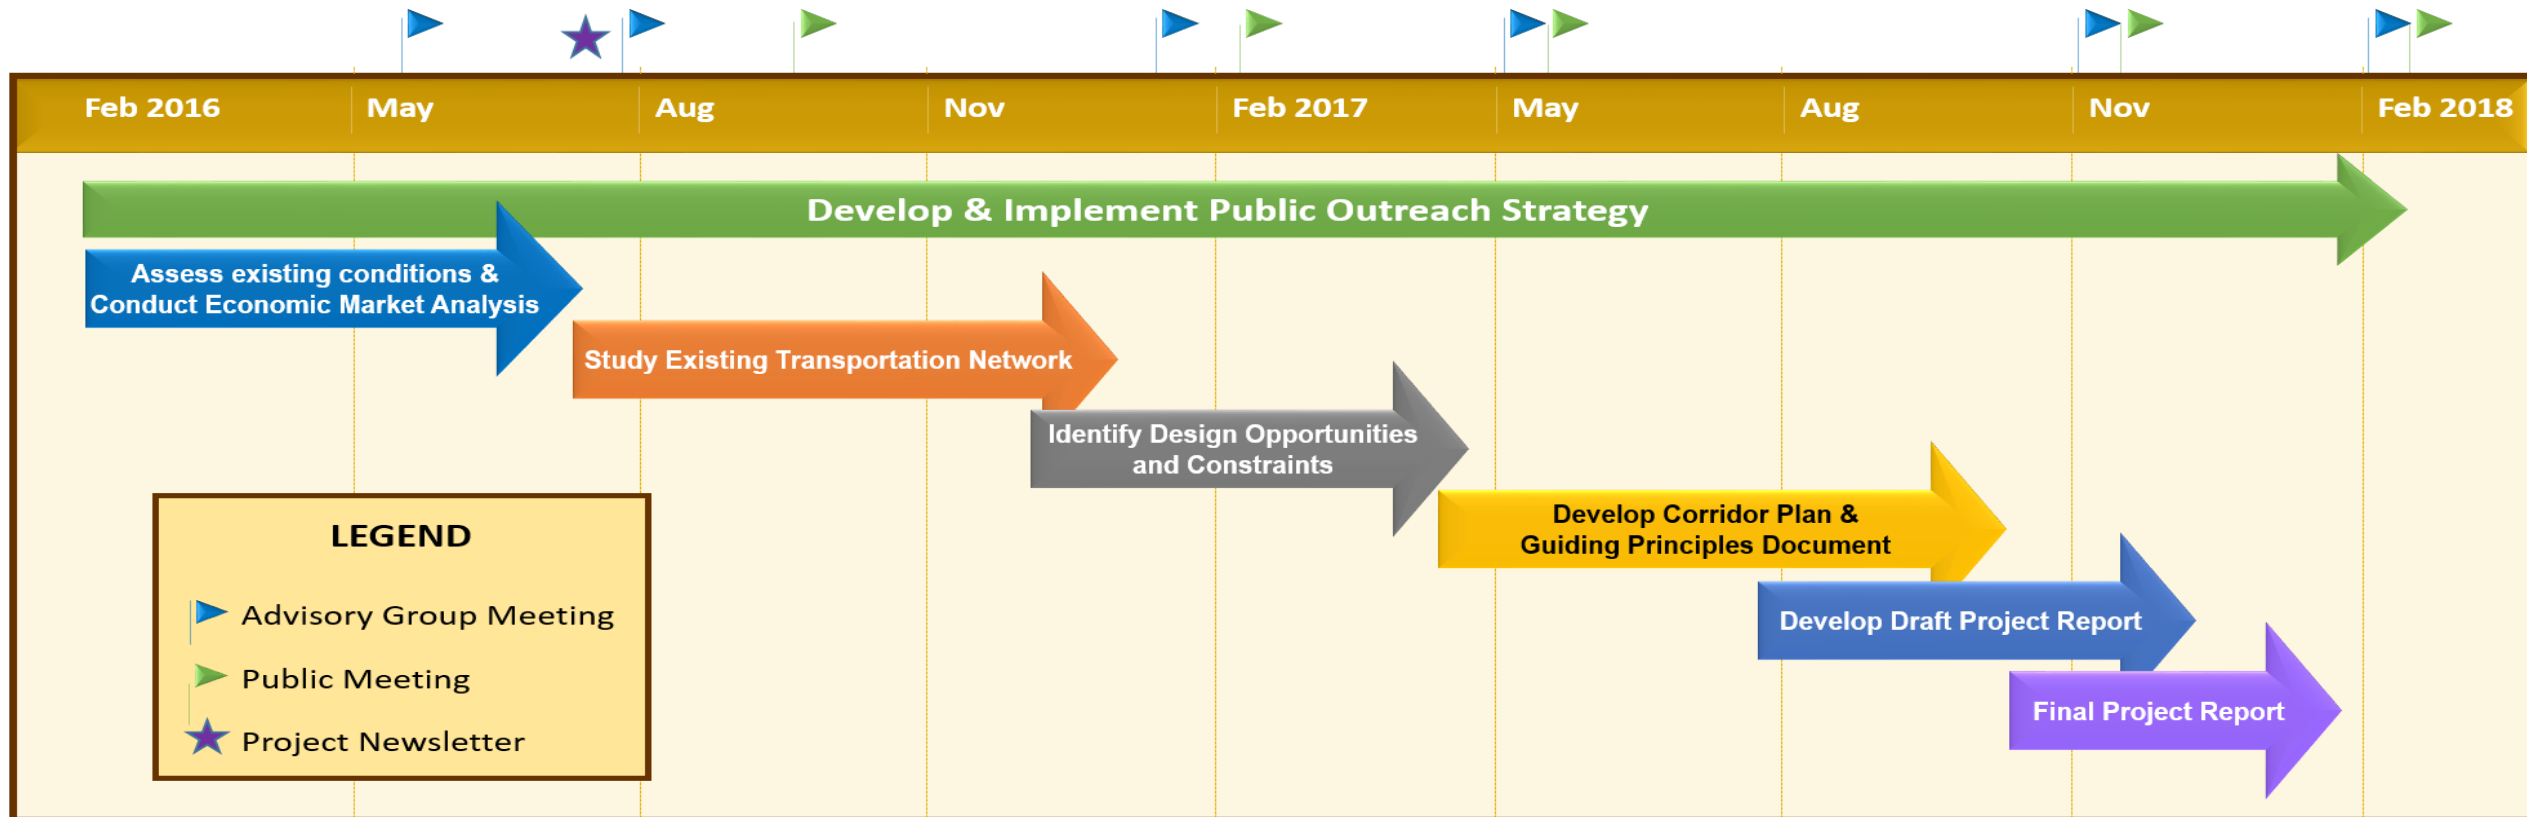 Feb 2016 May Aug Nov Feb 2017 May Aug Nov Feb 2018
Develop & Implement Public Outreach Strategy
Assess existing conditions &
Conduct Economic Market Analysis
Study Existing Transportation Network
Identify Design Opportunities
and Constraints
Develop Corridor Plan &
Guiding Principles Document
Develop Draft Project Report
Final Project Report
LEGEND
Advisory Group Meeting
Public Meeting
Project Newsletter